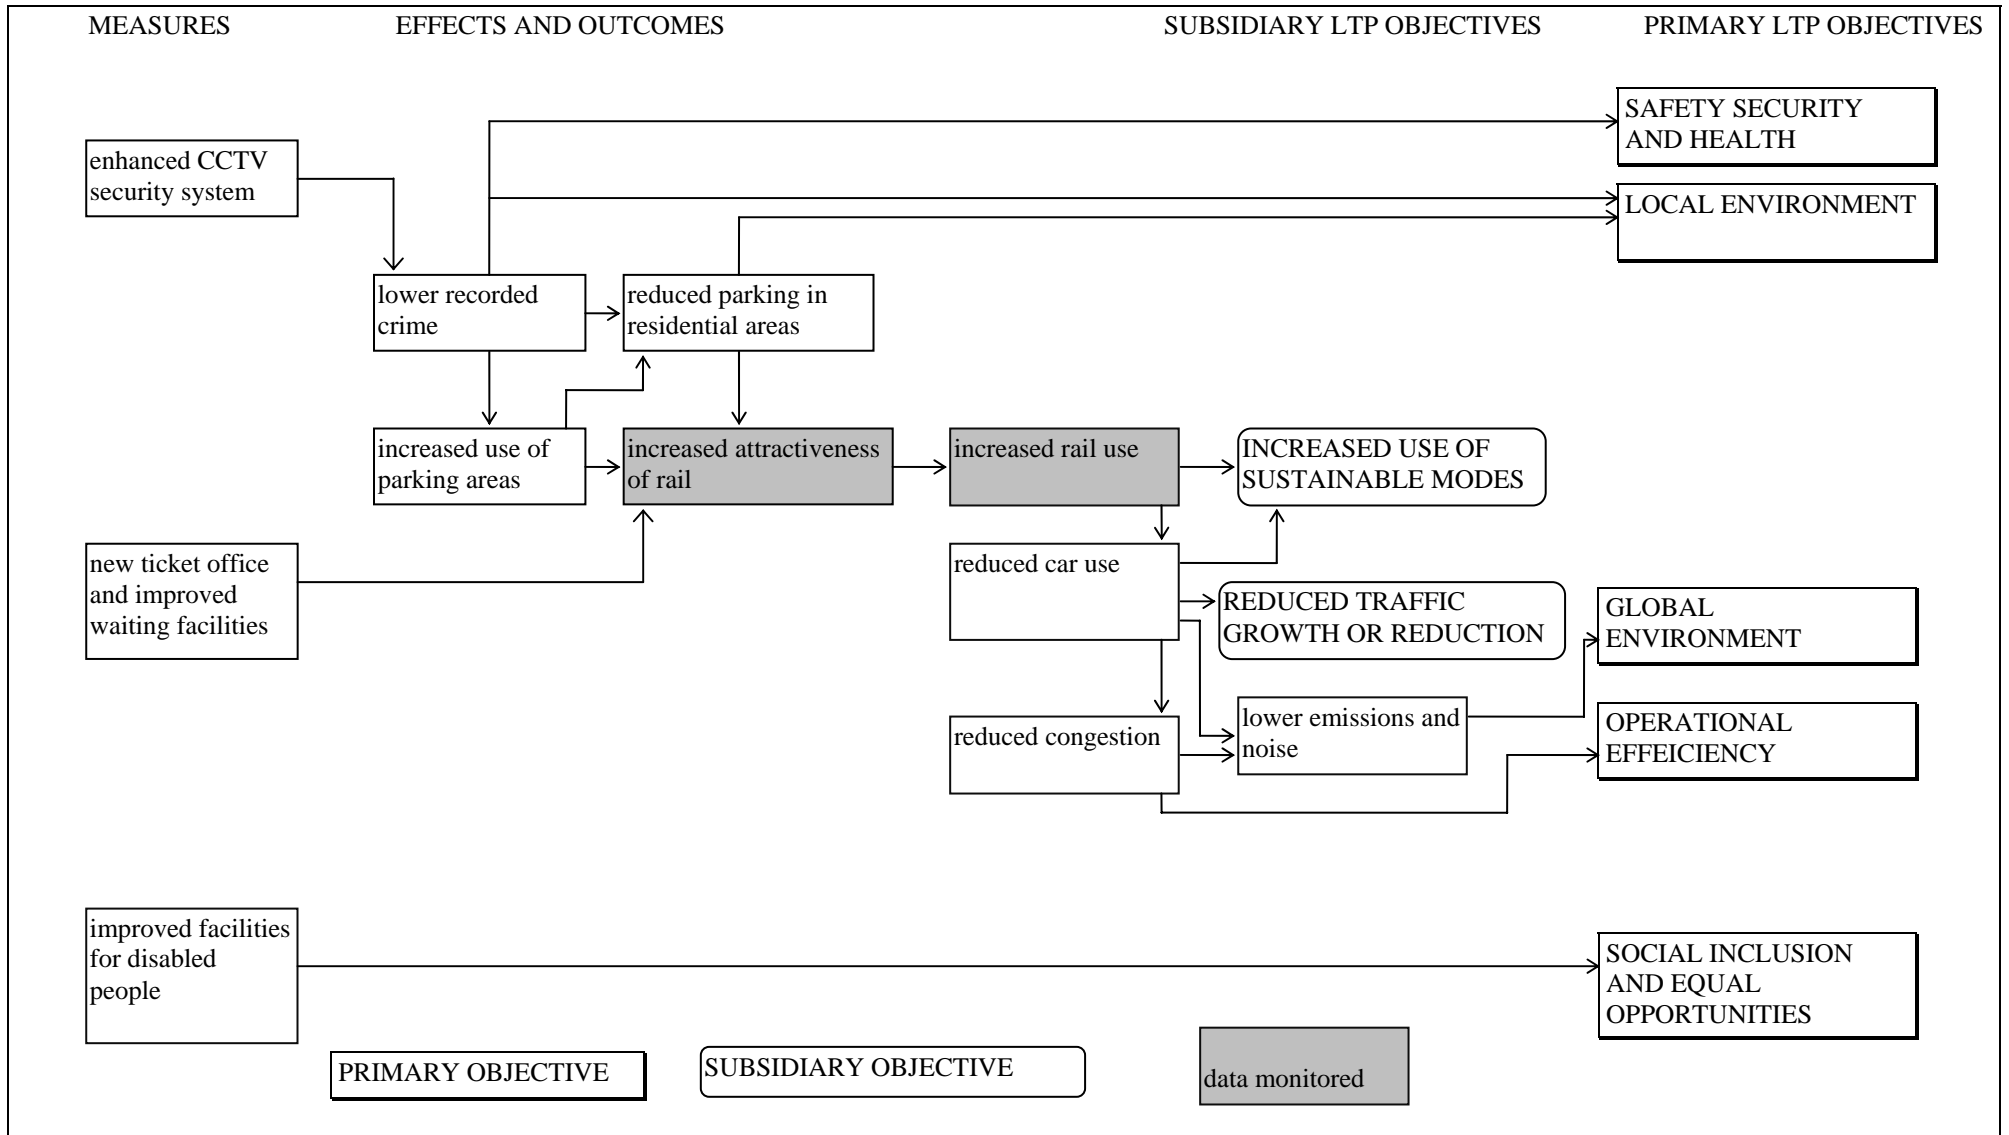 MEASURES
EFFECTS AND OUTCOMES
SUBSIDIARY LTP OBJECTIVES
PRIMARY LTP OBJECTIVES
SAFETY SECURITY
AND HEALTH
enhanced CCTV
security system
LOCAL ENVIRONMENT
lower recorded
crime
reduced parking in
residential areas
increased use of
parking areas
increased attractiveness
of rail
increased rail use
INCREASED USE OF
SUSTAINABLE MODES
new ticket office
and improved
waiting facilities
reduced car use
REDUCED TRAFFIC
GROWTH OR REDUCTION
GLOBAL
ENVIRONMENT
reduced congestion
lower emissions and
noise
OPERATIONAL
EFFEICIENCY
improved facilities
for disabled
people
SOCIAL INCLUSION
AND EQUAL
OPPORTUNITIES
PRIMARY OBJECTIVE
SUBSIDIARY OBJECTIVE
data monitored